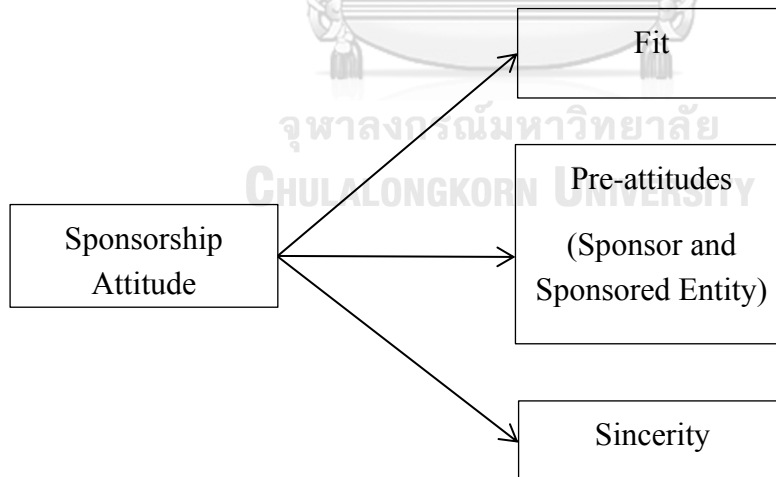 Fit
จุฬาลงกรณ์มหาวิทยาลัย
CHULALONGKORN UNIVERSITY
Pre-attitudes
(Sponsor and
Sponsored Entity)
Sponsorship
Attitude
Sincerity